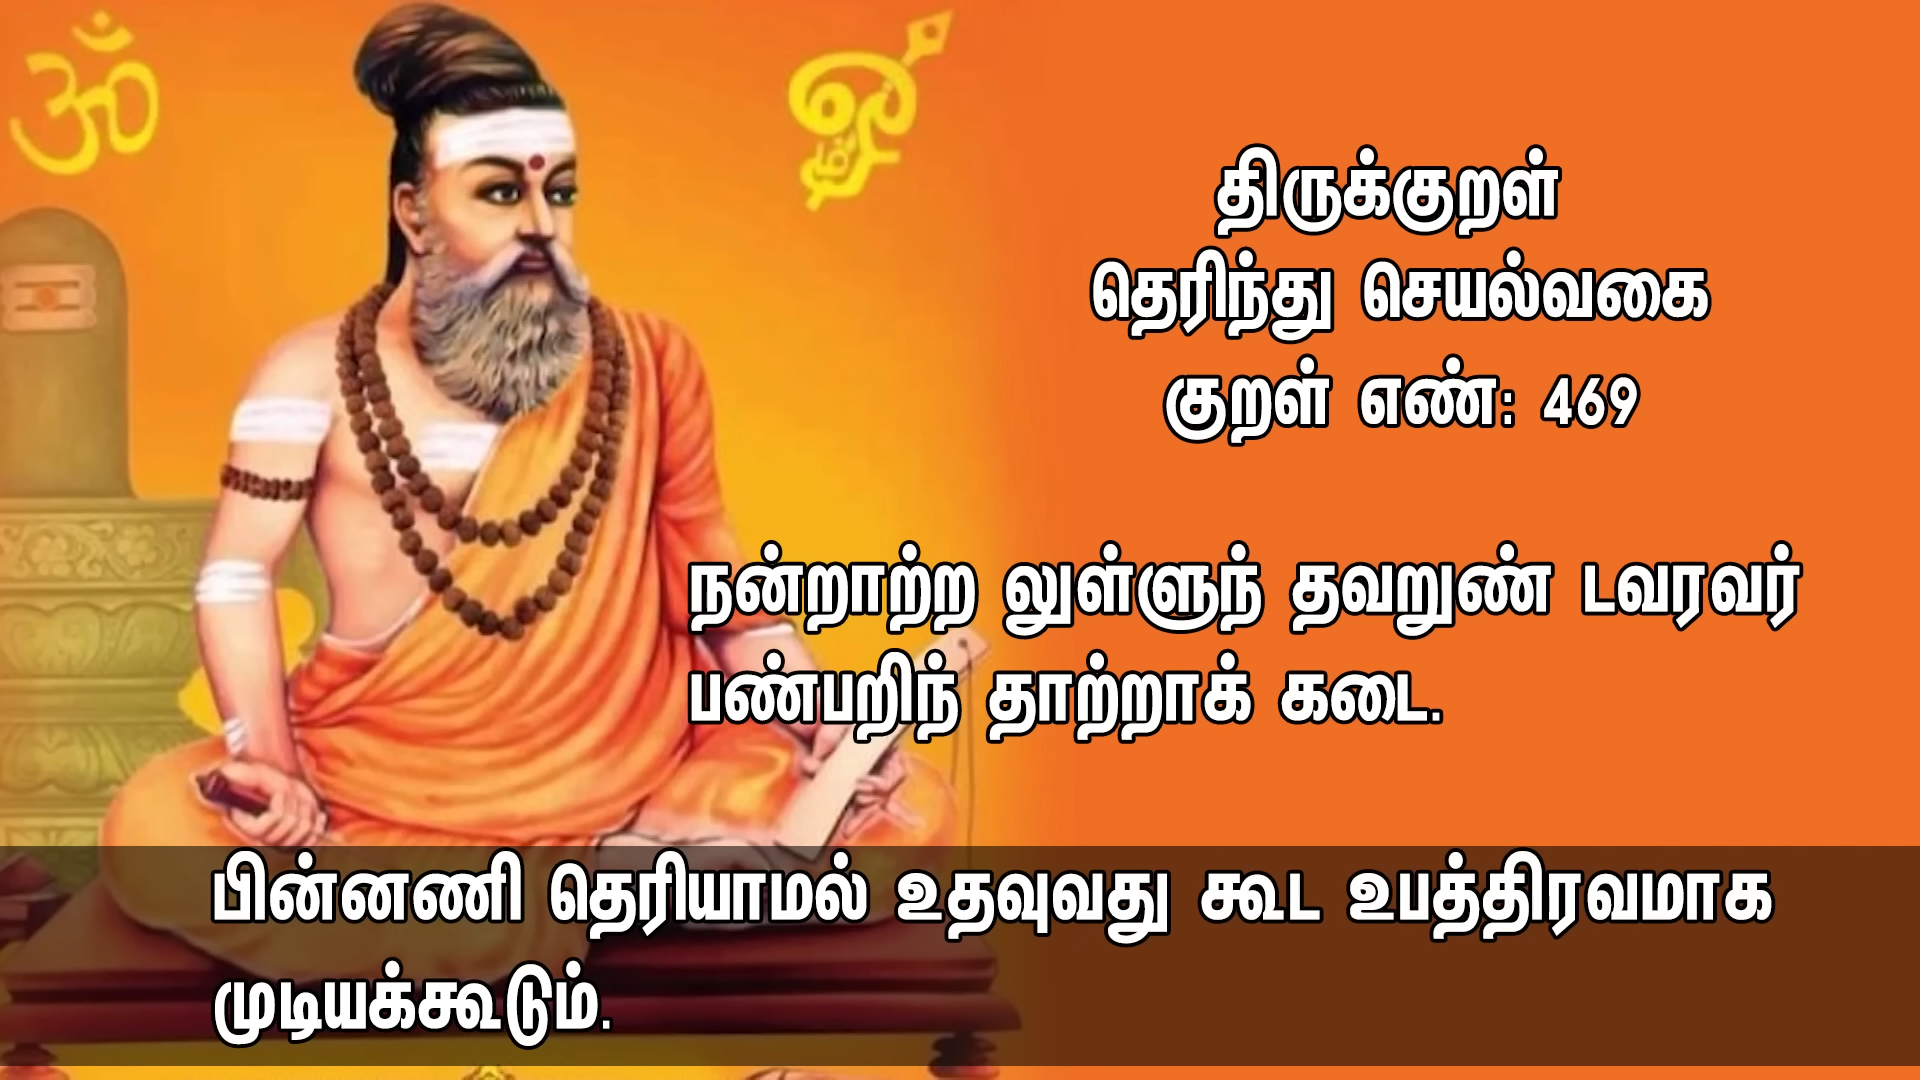 ॐ
ஓம்
திருக்குறள்
தெரிந்து செயல்வகை
குறள் எண்: 469
நன்றாற்ற லுள்ளுந் தவறுண் டவரவர்
பண்பறிந் தாற்றாக் கடை.
பின்னணி தெரியாமல் உதவுவது கூட உபத்திரவமாக
முடியக்கூடும்.